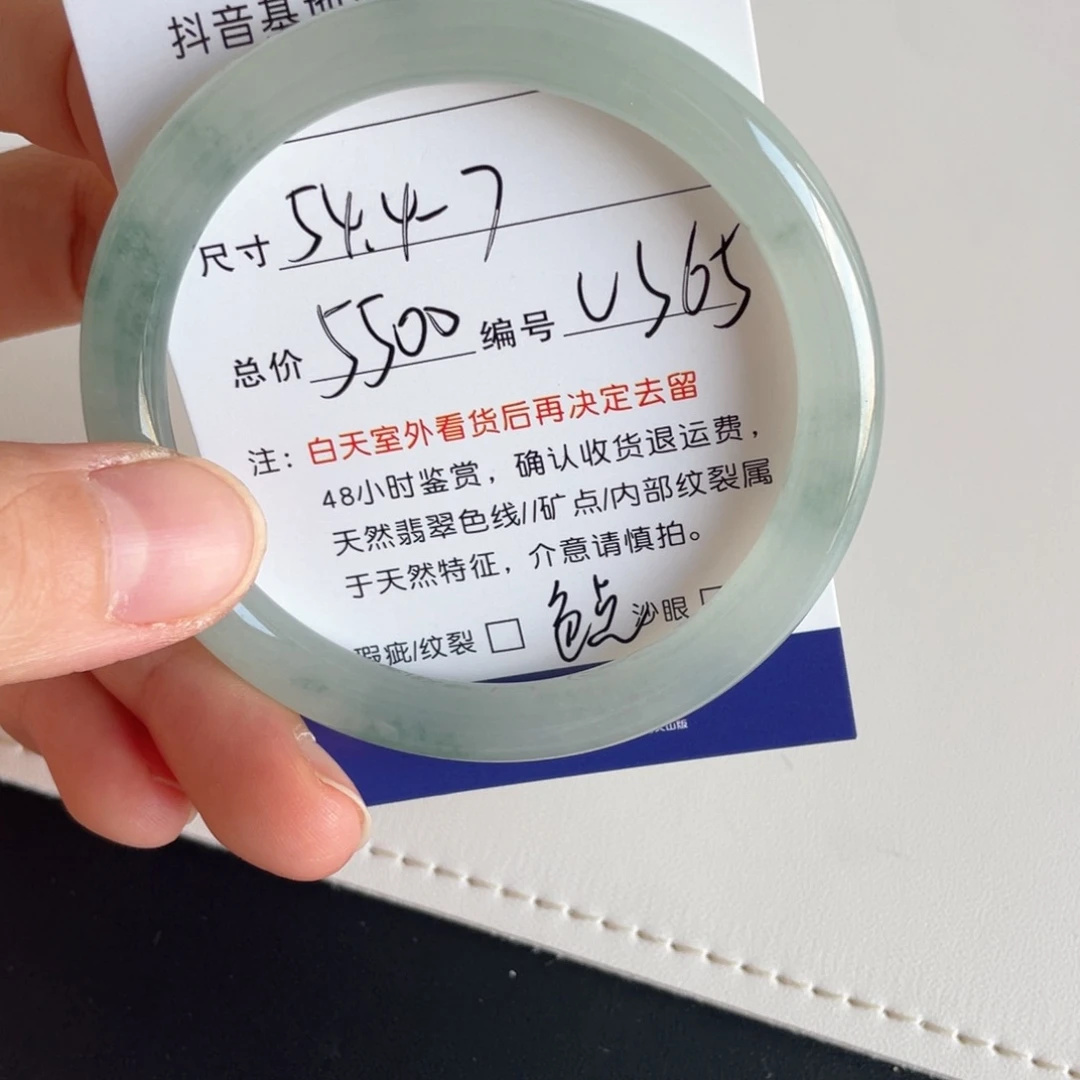 抖音基地
尺寸 54.4-7
总价 5500 编号 U565
注：白天室外看货后再决定去留
48小时鉴赏，确认收货退运费，
天然翡翠色线//矿点/内部纹裂属
于天然特征，介意请慎拍。
瑕疵/纹裂 □ 色点 沙眼 □